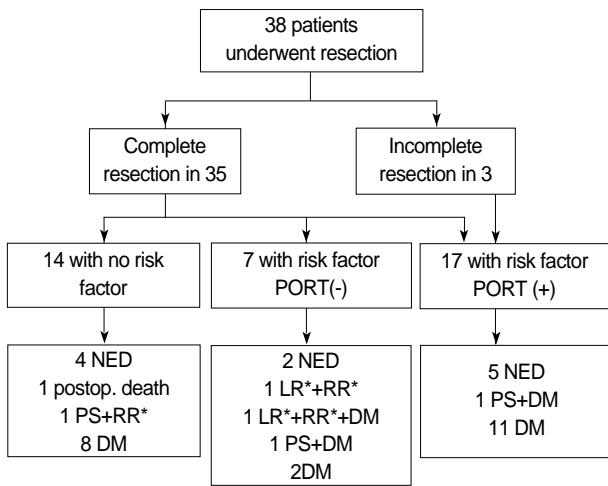 38 patients
underwent resection
Complete
resection in 35
Incomplete
resection in 3
14 with no risk
factor
7 with risk factor
PORT(-)
17 with risk factor
PORT (+)
4 NED
1 postop. death
1 PS+RR*
8 DM
2 NED
1 LR*+RR*
1 LR*+RR*+DM
1 PS+DM
2DM
5 NED
1 PS+DM
11 DM